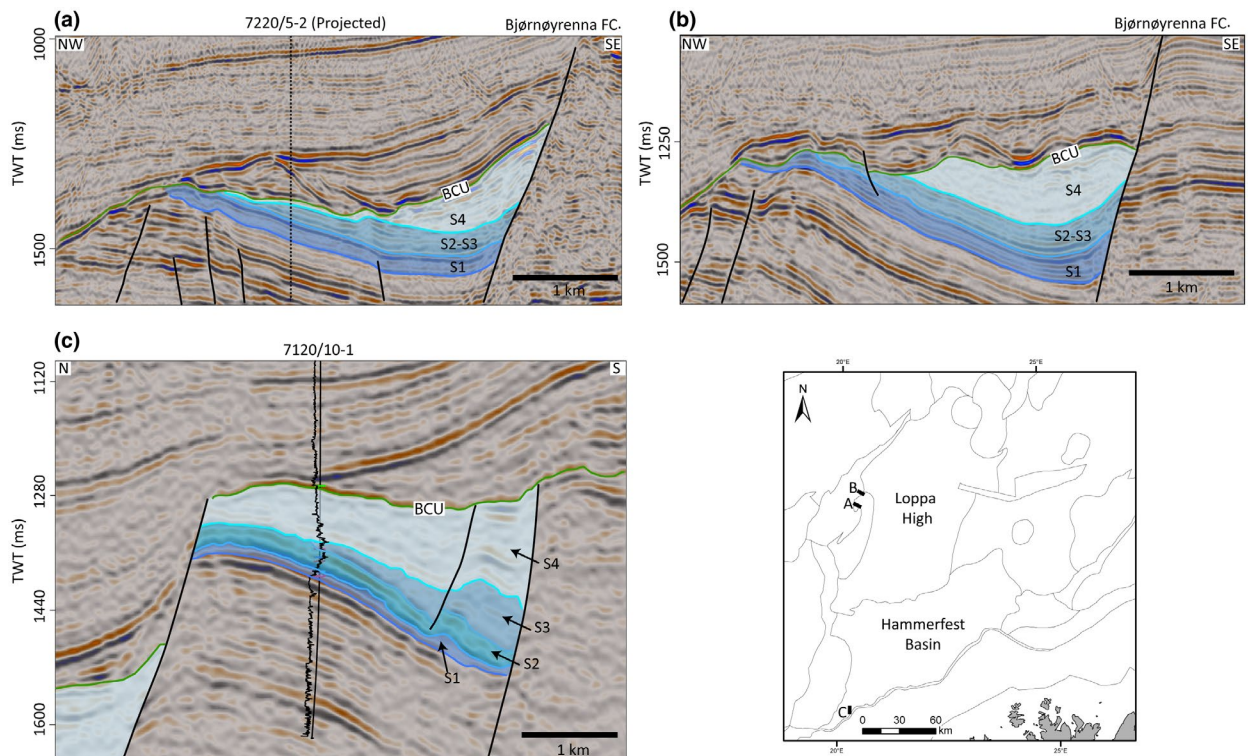 (a)
7220/5-2 (Projected)
Bjørnøyrenna FC.
NW
SE
1000
1500
TWT (ms)
BCU
S4
S2-S3
S1
1 km
(b)
Bjørnøyrenna FC.
NW
SE
1250
1500
TWT (ms)
BCU
S4
S2-S3
S1
1 km
(c)
7120/10-1
N
S
1120
1280
1440
1600
TWT (ms)
BCU
S4
S3
S2
S1
1 km
20°E
25°E
N
B
A
Loppa
High
Hammerfest
Basin
C
0 30 60
km
20°E
25°E